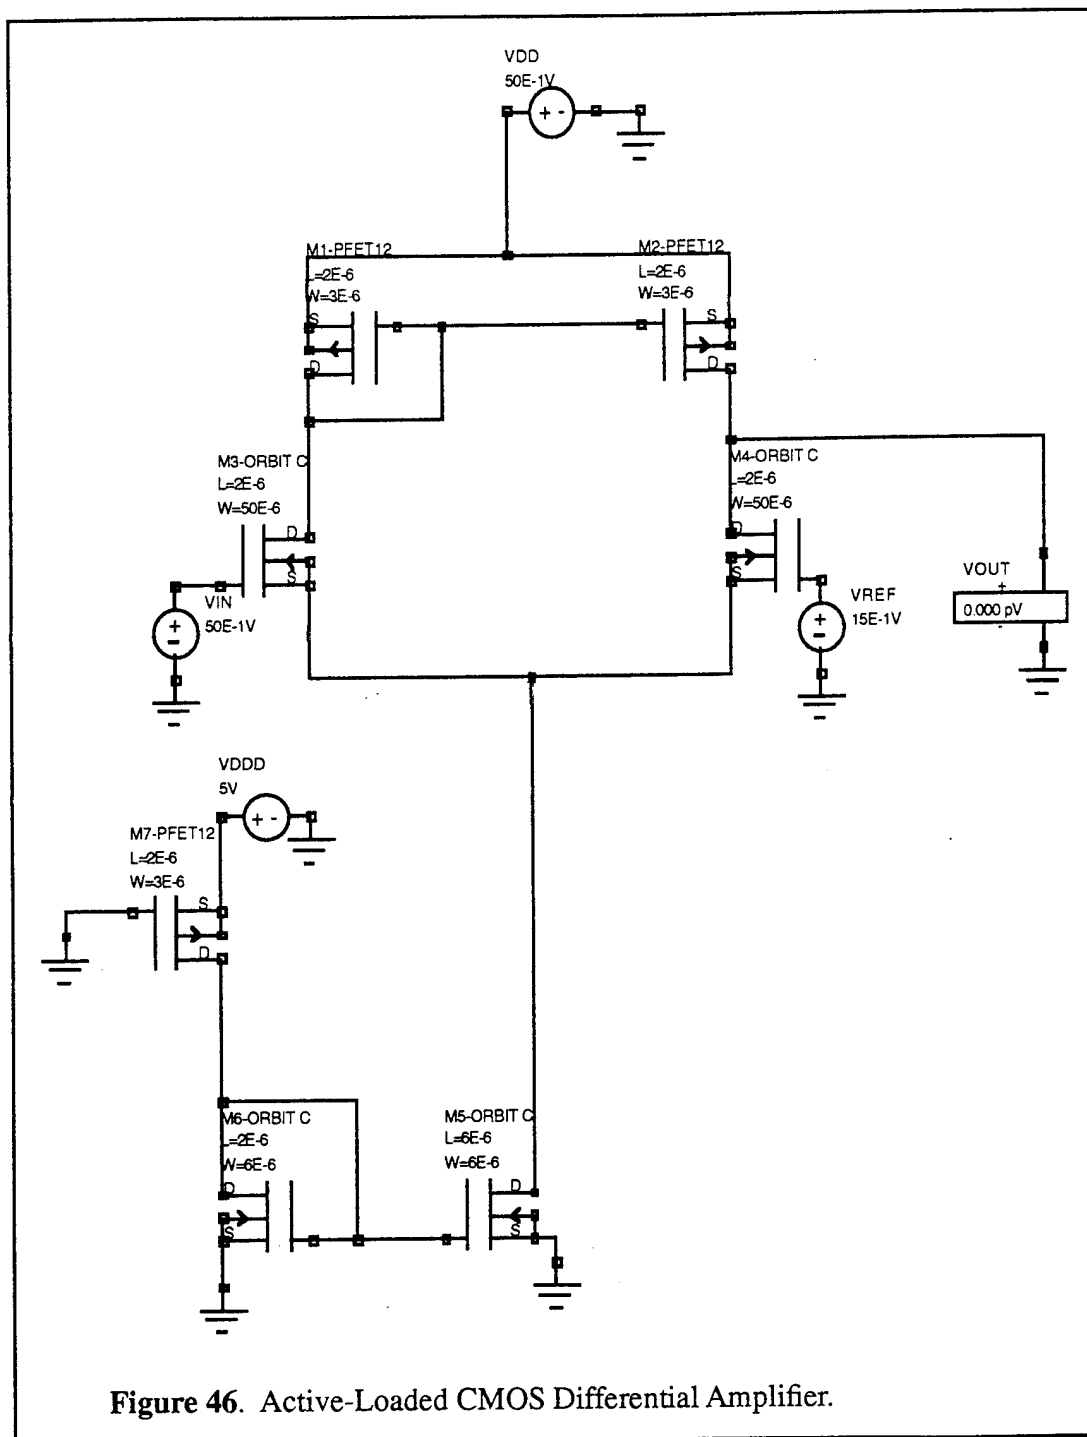 VDD
50E-1V
+ -
M1-PFET12
L=2E-6
W=3E-6
S
D
M2-PFET12
L=2E-6
W=3E-6
S
D
M3-ORBIT C
L=2E-6
W=50E-6
D
S
M4-ORBIT C
L=2E-6
W=50E-6
D
S
VIN
50E-1V
+
-
VREF
15E-1V
+
-
VOUT
+
0.000 pV
-
VDDD
5V
+ -
M7-PFET12
L=2E-6
W=3E-6
S
D
M6-ORBIT C
L=2E-6
W=6E-6
D
S
M5-ORBIT C
L=6E-6
W=6E-6
D
S
Figure 46. Active-Loaded CMOS Differential Amplifier.